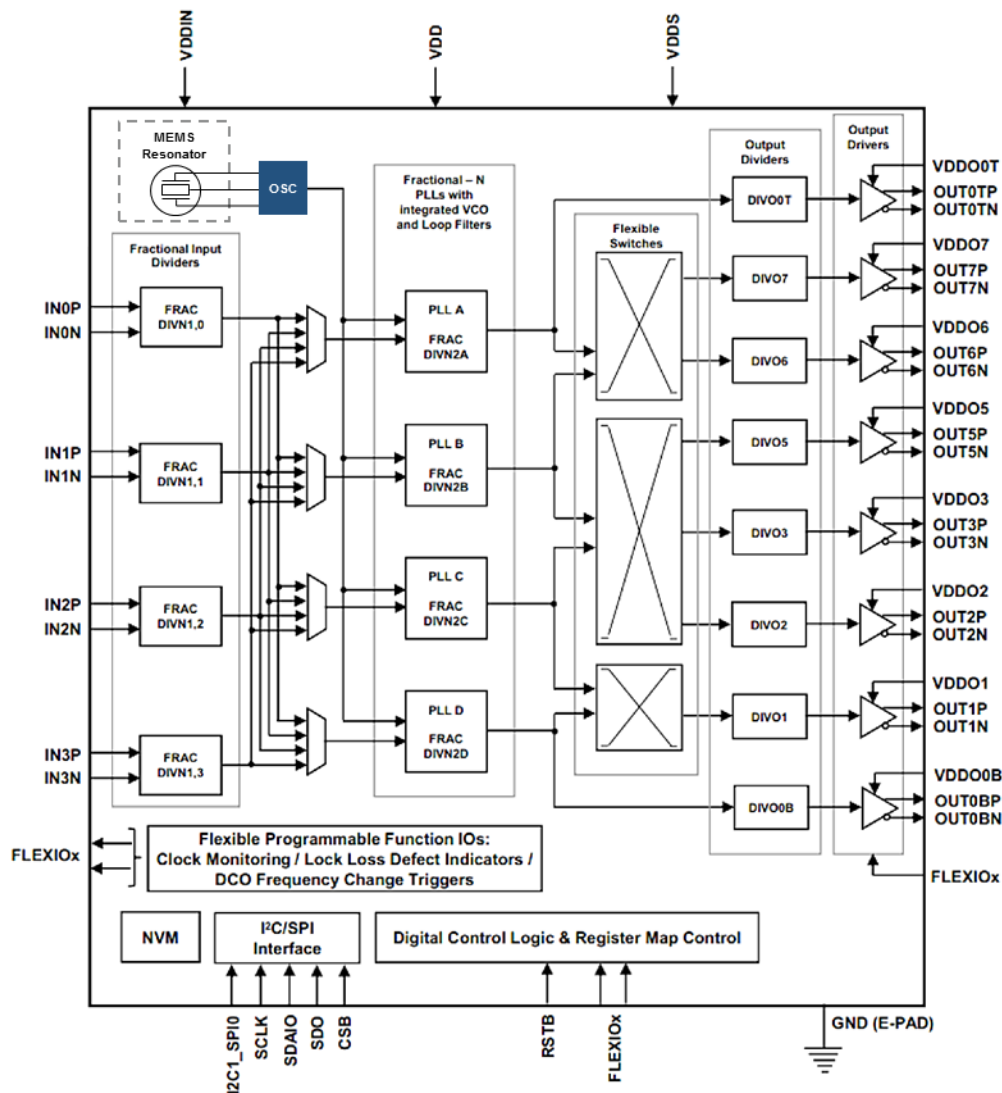 VDDIN
VDD
VDDS
MEMS
Resonator
OSC
Fractional – N
PLLs with
integrated VCO
and Loop Filters
Output
Dividers
Output
Drivers
Fractional Input
Dividers
Flexible
Switches
IN0P
IN0N
FRAC
DIVN1,0
IN1P
IN1N
FRAC
DIVN1,1
IN2P
IN2N
FRAC
DIVN1,2
IN3P
IN3N
FRAC
DIVN1,3
PLL A
FRAC
DIVN2A
PLL B
FRAC
DIVN2B
PLL C
FRAC
DIVN2C
PLL D
FRAC
DIVN2D
DIVO0T
DIVO7
DIVO6
DIVO5
DIVO3
DIVO2
DIVO1
DIVO0B
VDDO0T
OUT0TP
OUT0TN
VDDO7
OUT7P
OUT7N
VDDO6
OUT6P
OUT6N
VDDO5
OUT5P
OUT5N
VDDO3
OUT3P
OUT3N
VDDO2
OUT2P
OUT2N
VDDO1
OUT1P
OUT1N
VDDO0B
OUT0BP
OUT0BN
FLEXIOx
FLEXIOx
Flexible Programmable Function IOs:
Clock Monitoring / Lock Loss Defect Indicators /
DCO Frequency Change Triggers
NVM
I²C/SPI
Interface
Digital Control Logic & Register Map Control
I2C1_SPI0
SCLK
SDAIO
SDO
CSB
RSTB
FLEXIOx
GND (E-PAD)